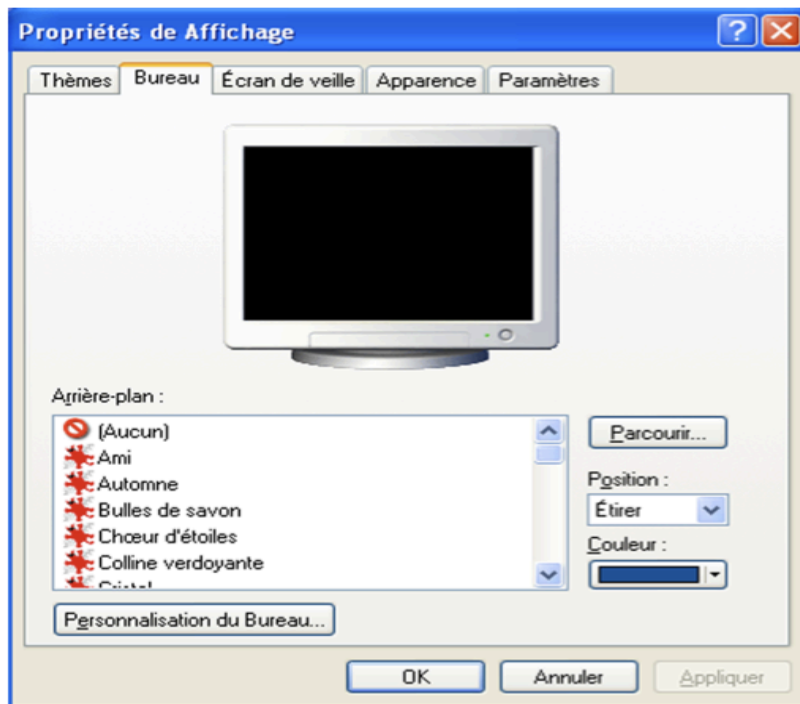 Propriétés de Affichage
Thèmes Bureau Écran de veille Apparence Paramètres
Arrière-plan :
(Aucun)
Ami
Automne
Bulles de savon
Chœur d'étoiles
Colline verdoyante
Cristal
Parcourir...
Position :
Étirer
Couleur :
Personnalisation du Bureau...
OK Annuler Appliquer